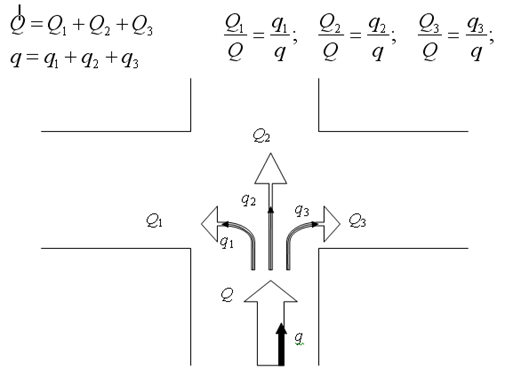 Q = Q₁ + Q₂ + Q₃
q = q₁ + q₂ + q₃
Q₁/Q = q₁/q; Q₂/Q = q₂/q; Q₃/Q = q₃/q;
Q₂
q₂
q₃
Q₁
Q₃
q₁
Q
q